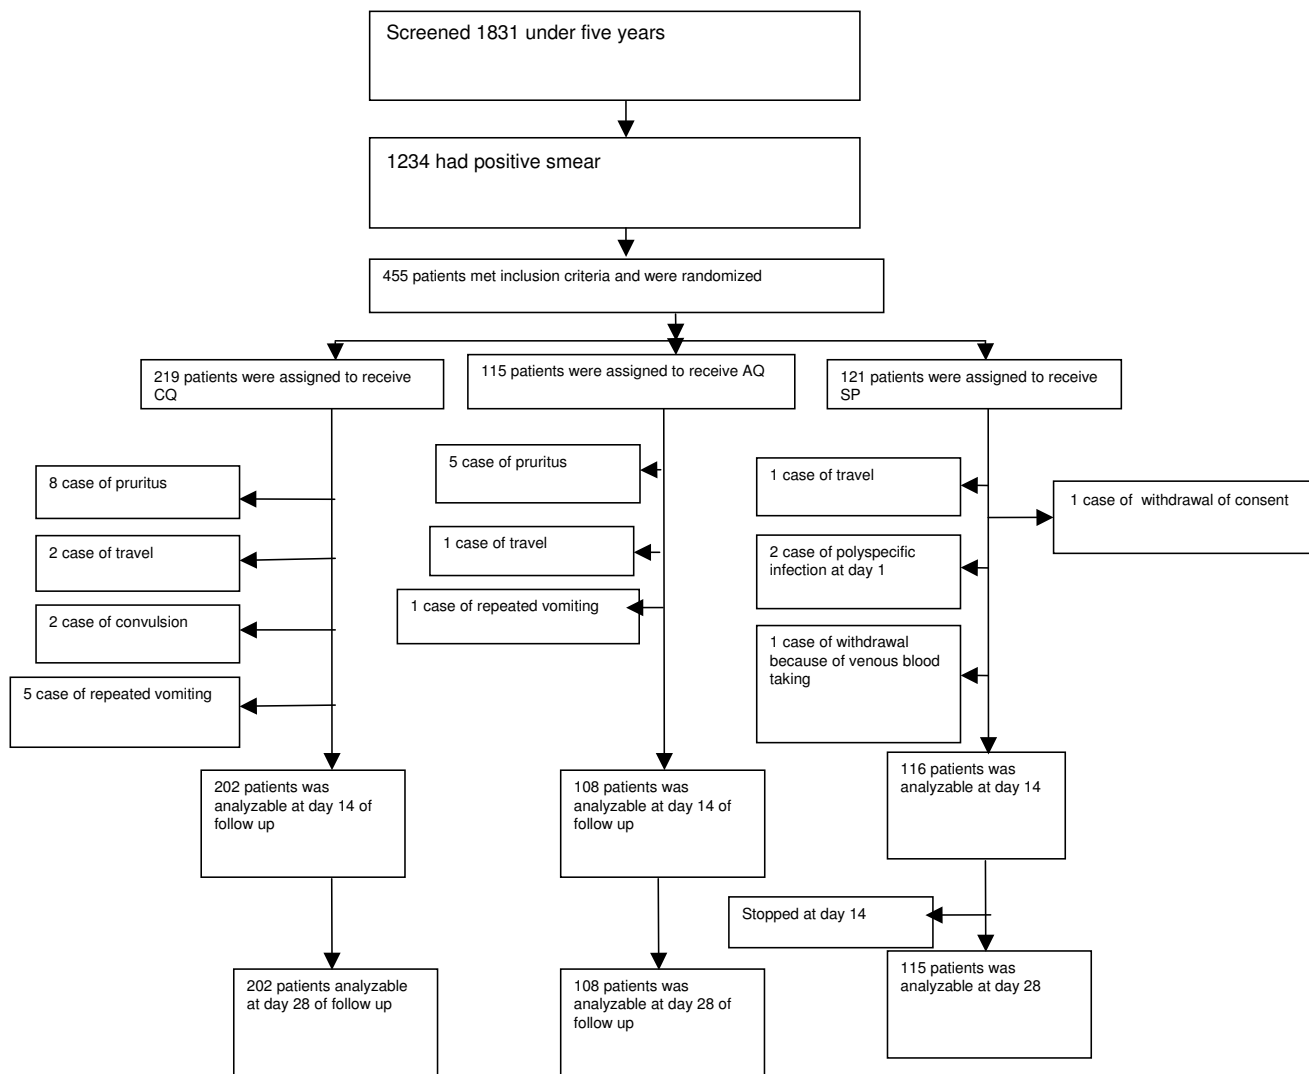 Screened 1831 under five years
1234 had positive smear
455 patients met inclusion criteria and were randomized
219 patients were assigned to receive
CQ
115 patients were assigned to receive AQ
121 patients were assigned to receive
SP
8 case of pruritus
2 case of travel
2 case of convulsion
5 case of repeated vomiting
5 case of pruritus
1 case of travel
1 case of repeated vomiting
1 case of travel
1 case of  withdrawal of consent
2 case of polyspecific
infection at day 1
1 case of withdrawal
because of venous blood
taking
202 patients was
analyzable at day 14 of
follow up
108 patients was
analyzable at day 14 of
follow up
116 patients was
analyzable at day 14
Stopped at day 14
202 patients analyzable
at day 28 of follow up
108 patients was
analyzable at day 28 of
follow up
115 patients was
analyzable at day 28